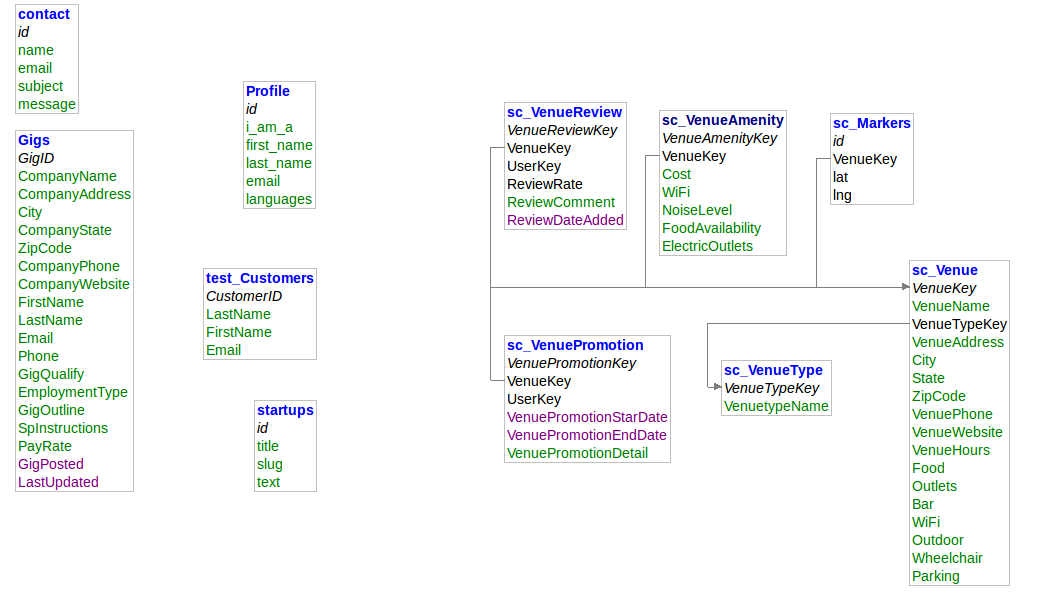 contact
id
name
email
subject
message
Gigs
GigID
CompanyName
CompanyAddress
City
CompanyState
ZipCode
CompanyPhone
CompanyWebsite
FirstName
LastName
Email
Phone
GigQualify
EmploymentType
GigOutline
SpInstructions
PayRate
GigPosted
LastUpdated
Profile
id
i_am_a
first_name
last_name
email
languages
test_Customers
CustomerID
LastName
FirstName
Email
startups
id
title
slug
text
sc_VenueReview
VenueReviewKey
VenueKey
UserKey
ReviewRate
ReviewComment
ReviewDateAdded
sc_VenuePromotion
VenuePromotionKey
VenueKey
UserKey
VenuePromotionStarDate
VenuePromotionEndDate
VenuePromotionDetail
sc_VenueAmenity
VenueAmenityKey
VenueKey
Cost
WiFi
NoiseLevel
FoodAvailability
ElectricOutlets
sc_VenueType
VenueTypeKey
VenuetypeName
sc_Markers
id
VenueKey
lat
lng
sc_Venue
VenueKey
VenueName
VenueTypeKey
VenueAddress
City
State
ZipCode
VenuePhone
VenueWebsite
VenueHours
Food
Outlets
Bar
WiFi
Outdoor
Wheelchair
Parking